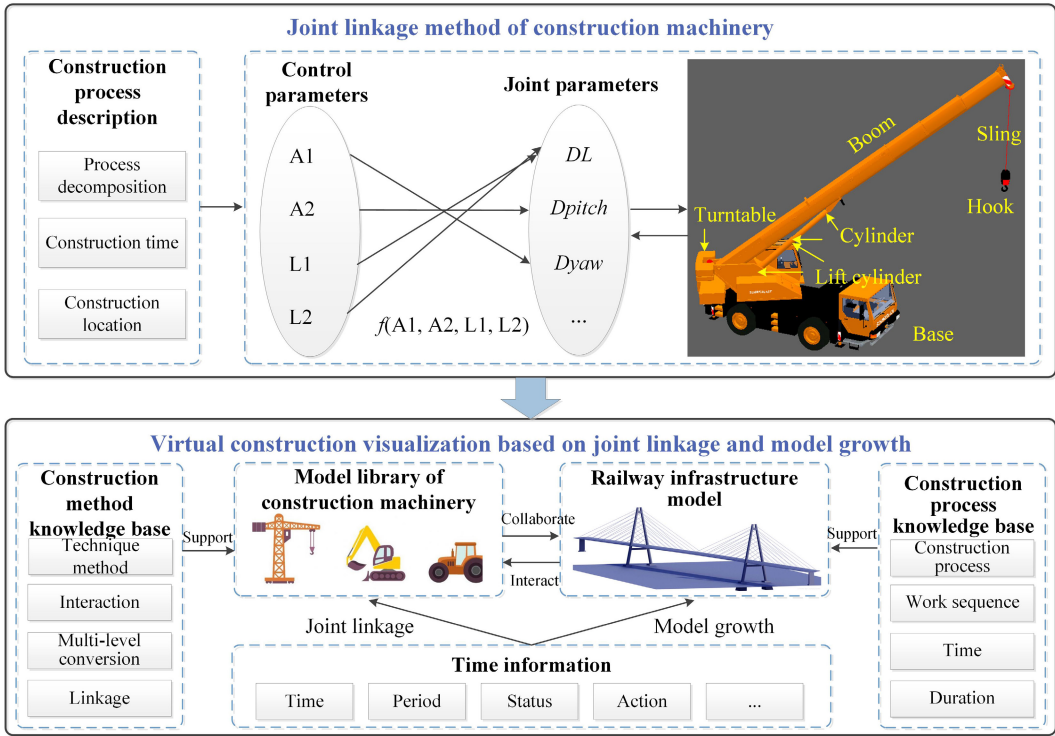 Joint linkage method of construction machinery
Construction
process
description
Process
decomposition
Construction time
Construction
location
Control
parameters
A1
A2
L1
L2
Joint parameters
DL
Dpitch
Dyaw
...
f(A1, A2, L1, L2)
Boom
Sling
Hook
Turntable
Cylinder
Lift cylinder
Base
Virtual construction visualization based on joint linkage and model growth
Construction
method
knowledge base
Technique
method
Interaction
Multi-level
conversion
Linkage
Support
Model library of
construction machinery
Collaborate
Interact
Railway infrastructure
model
Support
Construction
process
knowledge base
Construction
process
Work sequence
Time
Duration
Joint linkage
Model growth
Time information
Time
Period
Status
Action
...